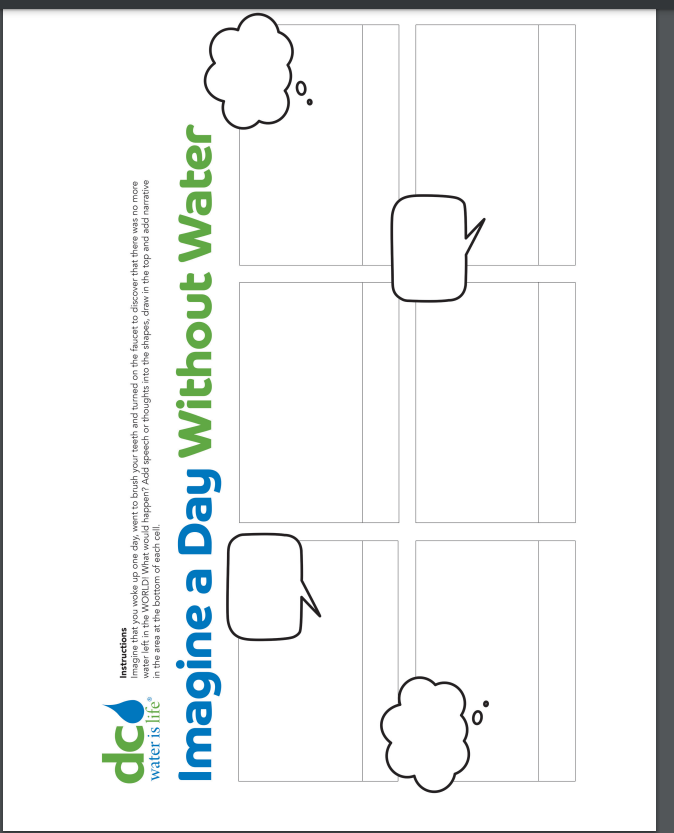 dc
water is life®
Instructions
Imagine that you woke up one day, went to brush your teeth and turned on the faucet to discover that there was no more
water left in the WORLD! What would happen? Add speech or thoughts into the shapes, draw in the top and add narrative
in the area at the bottom of each cell.
Imagine a Day Without Water